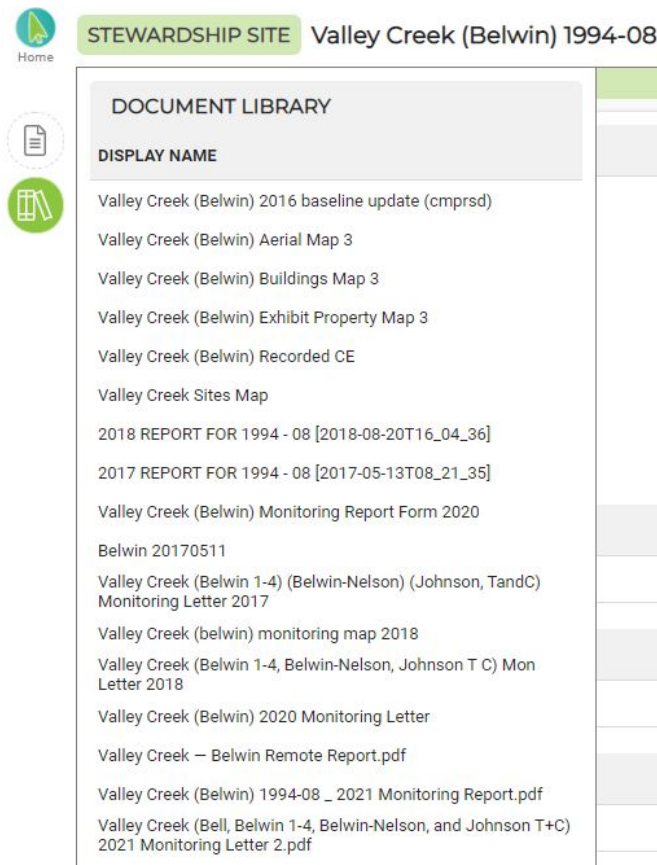 STEWARDSHIP SITE Valley Creek (Belwin) 1994-08
Home
DOCUMENT LIBRARY
DISPLAY NAME
Valley Creek (Belwin) 2016 baseline update (cmprsd)
Valley Creek (Belwin) Aerial Map 3
Valley Creek (Belwin) Buildings Map 3
Valley Creek (Belwin) Exhibit Property Map 3
Valley Creek (Belwin) Recorded CE
Valley Creek Sites Map
2018 REPORT FOR 1994 - 08 [2018-08-20T16_04_36]
2017 REPORT FOR 1994 - 08 [2017-05-13T08_21_35]
Valley Creek (Belwin) Monitoring Report Form 2020
Belwin 20170511
Valley Creek (Belwin 1-4) (Belwin-Nelson) (Johnson, TandC)
Monitoring Letter 2017
Valley Creek (belwin) monitoring map 2018
Valley Creek (Belwin 1-4, Belwin-Nelson, Johnson T C) Mon
Letter 2018
Valley Creek (Belwin) 2020 Monitoring Letter
Valley Creek — Belwin Remote Report.pdf
Valley Creek (Belwin) 1994-08 _ 2021 Monitoring Report.pdf
Valley Creek (Bell, Belwin 1-4, Belwin-Nelson, and Johnson T+C)
2021 Monitoring Letter 2.pdf